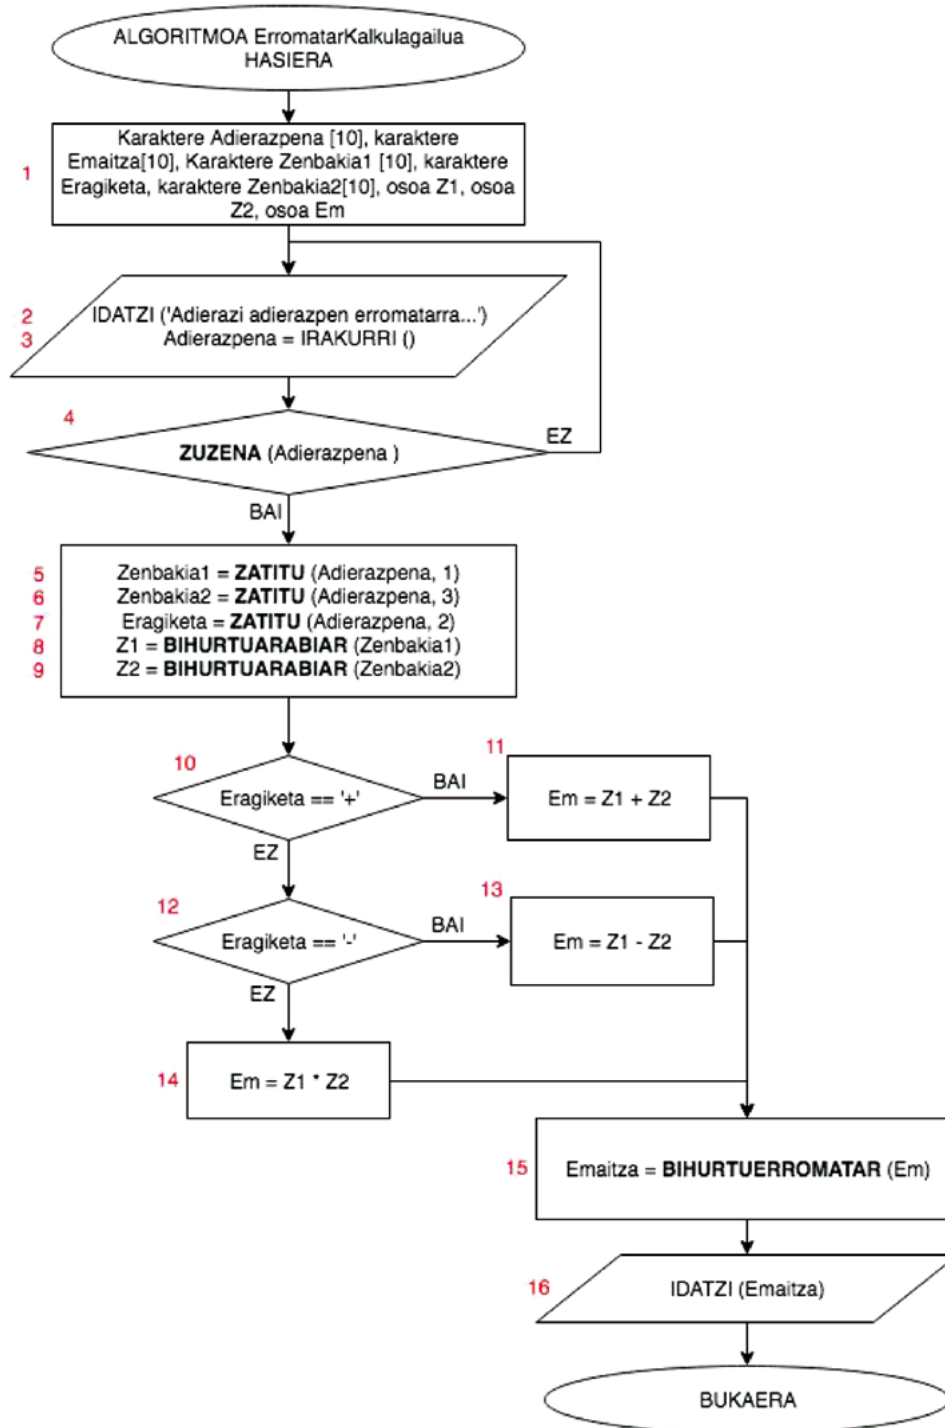 ALGORITMOA ErromatarKalkulagailua
HASIERA
1
Karaktere Adierazpena [10], karaktere
Emaitza[10], Karaktere Zenbakia1 [10], karaktere
Eragiketa, karaktere Zenbakia2[10], osoa Z1, osoa
Z2, osoa Em
2 IDATZI ('Adierazi adierazpen erromatarra...')
3 Adierazpena = IRAKURRI ()
4
ZUZENA (Adierazpena )
EZ
BAI
5 Zenbakia1 = ZATITU (Adierazpena, 1)
6 Zenbakia2 = ZATITU (Adierazpena, 3)
7 Eragiketa = ZATITU (Adierazpena, 2)
8 Z1 = BIHURTUARABIAR (Zenbakia1)
9 Z2 = BIHURTUARABIAR (Zenbakia2)
10
Eragiketa == '+'
BAI
11
Em = Z1 + Z2
EZ
12
Eragiketa == '-'
BAI
13
Em = Z1 - Z2
EZ
14 Em = Z1 * Z2
15 Emaitza = BIHURTUERROMATAR (Em)
16 IDATZI (Emaitza)
BUKAERA